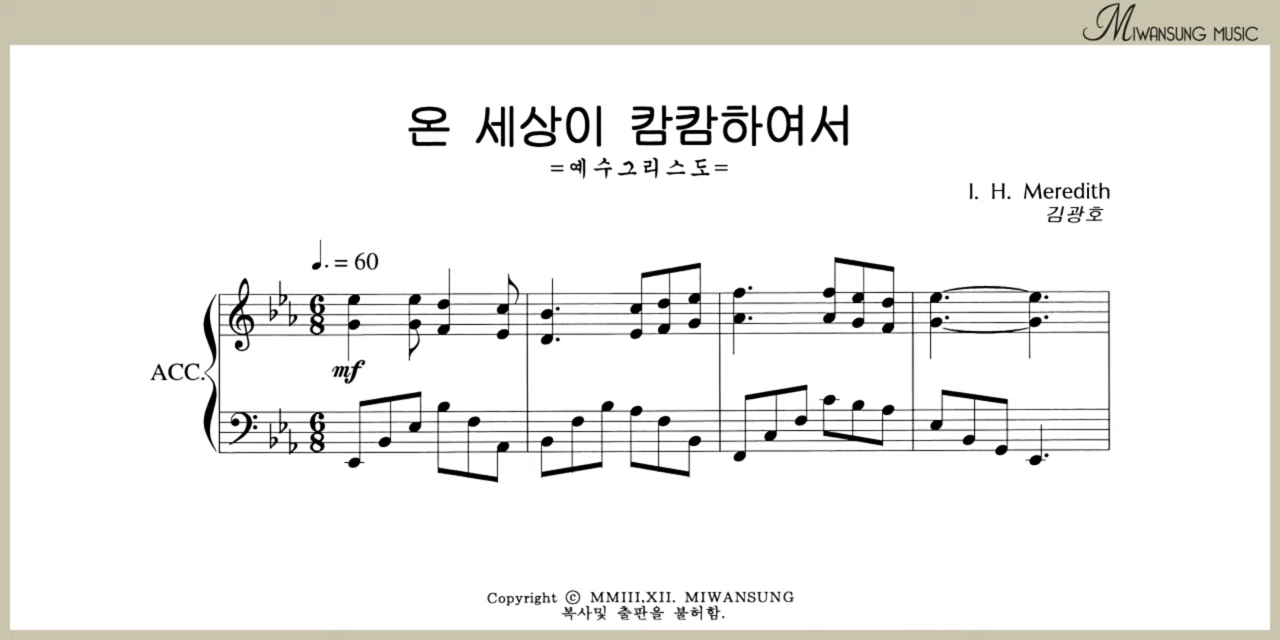 MIWANSUNG MUSIC
온 세상이 캄캄하여서
=예수그리스도=
I. H. Meredith
김광호
♩. = 60
6 8
mf
ACC.
6 8
Copyright © MMIII,XII. MIWANSUNG
복사및 출판을 불허함.